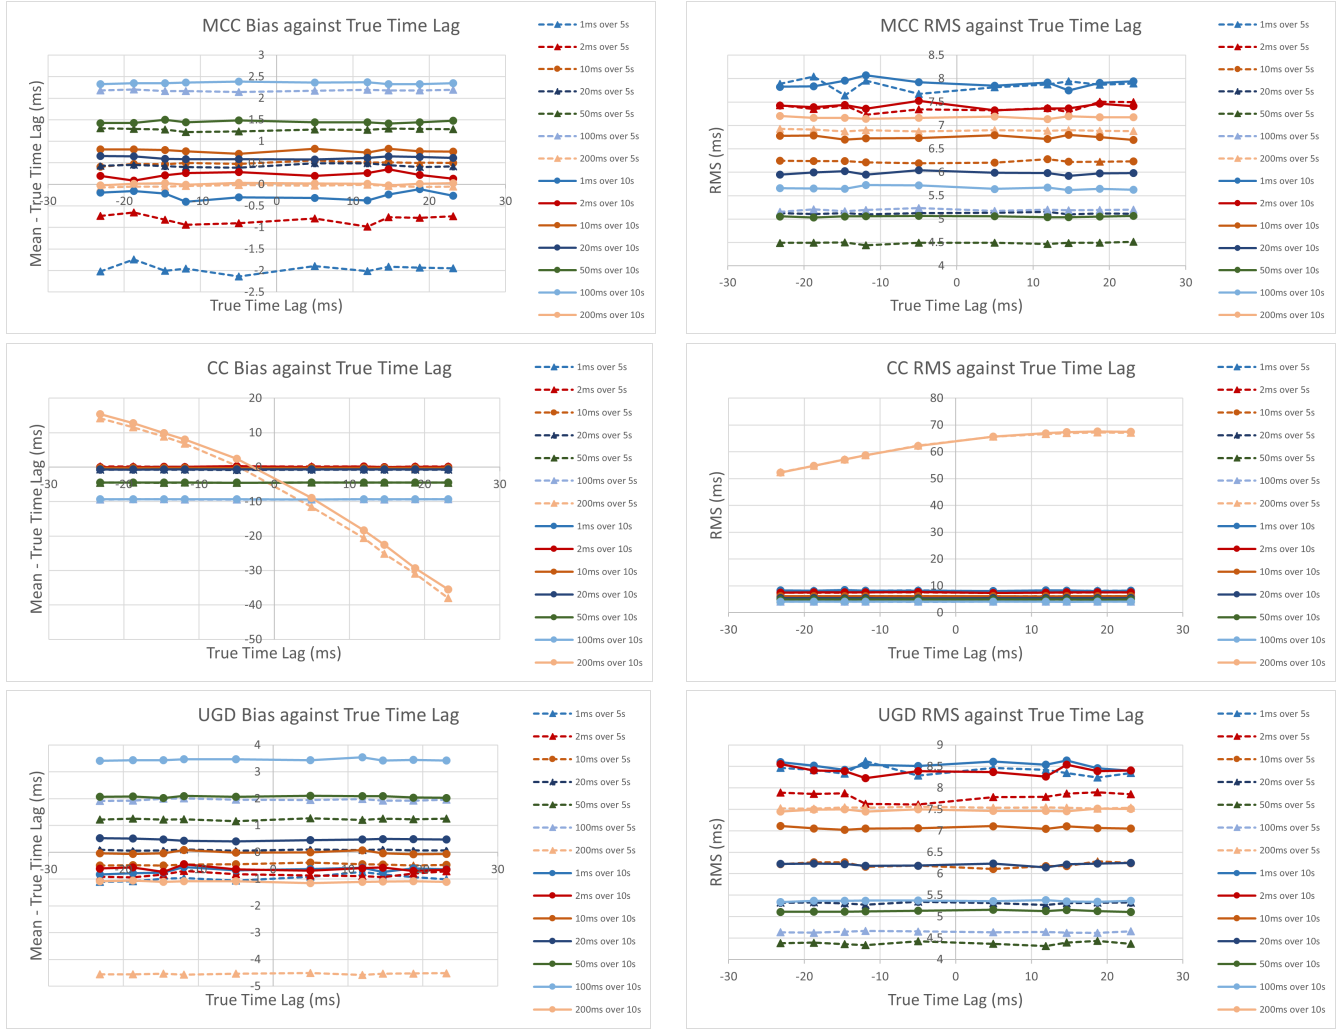 MCC Bias against True Time Lag
Mean - True Time Lag (ms)
3
2.5
2
1.5
1
0.5
0
-0.5
-1
-1.5
-2
-2.5
-30
-20
-10
0
10
20
30
True Time Lag (ms)
1ms over 5s
2ms over 5s
10ms over 5s
20ms over 5s
50ms over 5s
100ms over 5s
200ms over 5s
1ms over 10s
2ms over 10s
10ms over 10s
20ms over 10s
50ms over 10s
100ms over 10s
200ms over 10s
MCC RMS against True Time Lag
RMS (ms)
8.5
8
7.5
7
6.5
6
5.5
5
4.5
4
-30
-20
-10
0
10
20
30
True Time Lag (ms)
1ms over 5s
2ms over 5s
10ms over 5s
20ms over 5s
50ms over 5s
100ms over 5s
200ms over 5s
1ms over 10s
2ms over 10s
10ms over 10s
20ms over 10s
50ms over 10s
100ms over 10s
200ms over 10s
CC Bias against True Time Lag
Mean - True Time Lag (ms)
20
10
0
-10
-20
-30
-40
-50
-30
-20
-10
0
10
20
30
True Time Lag (ms)
1ms over 5s
2ms over 5s
10ms over 5s
20ms over 5s
50ms over 5s
100ms over 5s
200ms over 5s
1ms over 10s
2ms over 10s
10ms over 10s
20ms over 10s
50ms over 10s
100ms over 10s
200ms over 10s
CC RMS against True Time Lag
RMS (ms)
80
70
60
50
40
30
20
10
0
-30
-20
-10
0
10
20
30
True Time Lag (ms)
1ms over 5s
2ms over 5s
10ms over 5s
20ms over 5s
50ms over 5s
100ms over 5s
200ms over 5s
1ms over 10s
2ms over 10s
10ms over 10s
20ms over 10s
50ms over 10s
100ms over 10s
200ms over 10s
UGD Bias against True Time Lag
Mean - True Time Lag (ms)
4
3
2
1
0
-1
-2
-3
-4
-5
-30
-20
-10
0
10
20
30
True Time Lag (ms)
1ms over 5s
2ms over 5s
10ms over 5s
20ms over 5s
50ms over 5s
100ms over 5s
200ms over 5s
1ms over 10s
2ms over 10s
10ms over 10s
20ms over 10s
50ms over 10s
100ms over 10s
200ms over 10s
UGD RMS against True Time Lag
RMS (ms)
9
8.5
8
7.5
7
6.5
6
5.5
5
4.5
4
-30
-20
-10
0
10
20
30
True Time Lag (ms)
1ms over 5s
2ms over 5s
10ms over 5s
20ms over 5s
50ms over 5s
100ms over 5s
200ms over 5s
1ms over 10s
2ms over 10s
10ms over 10s
20ms over 10s
50ms over 10s
100ms over 10s
200ms over 10s